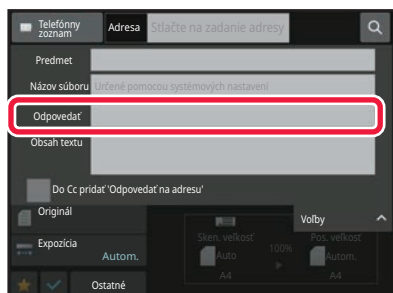 Telefónny
zoznam
Adresa
Stlačte na zadanie adresy
Predmet
Názov súboru
Určené pomocou systémových nastavení
Odpovedať
Obsah textu
Do Cc pridať 'Odpovedať na adresu'
Originál
Voľby
Expozícia
Autom.
Sken. veľkosť
Auto
A4
100%
Pos. veľkosť
Autom.
A4
Ostatné